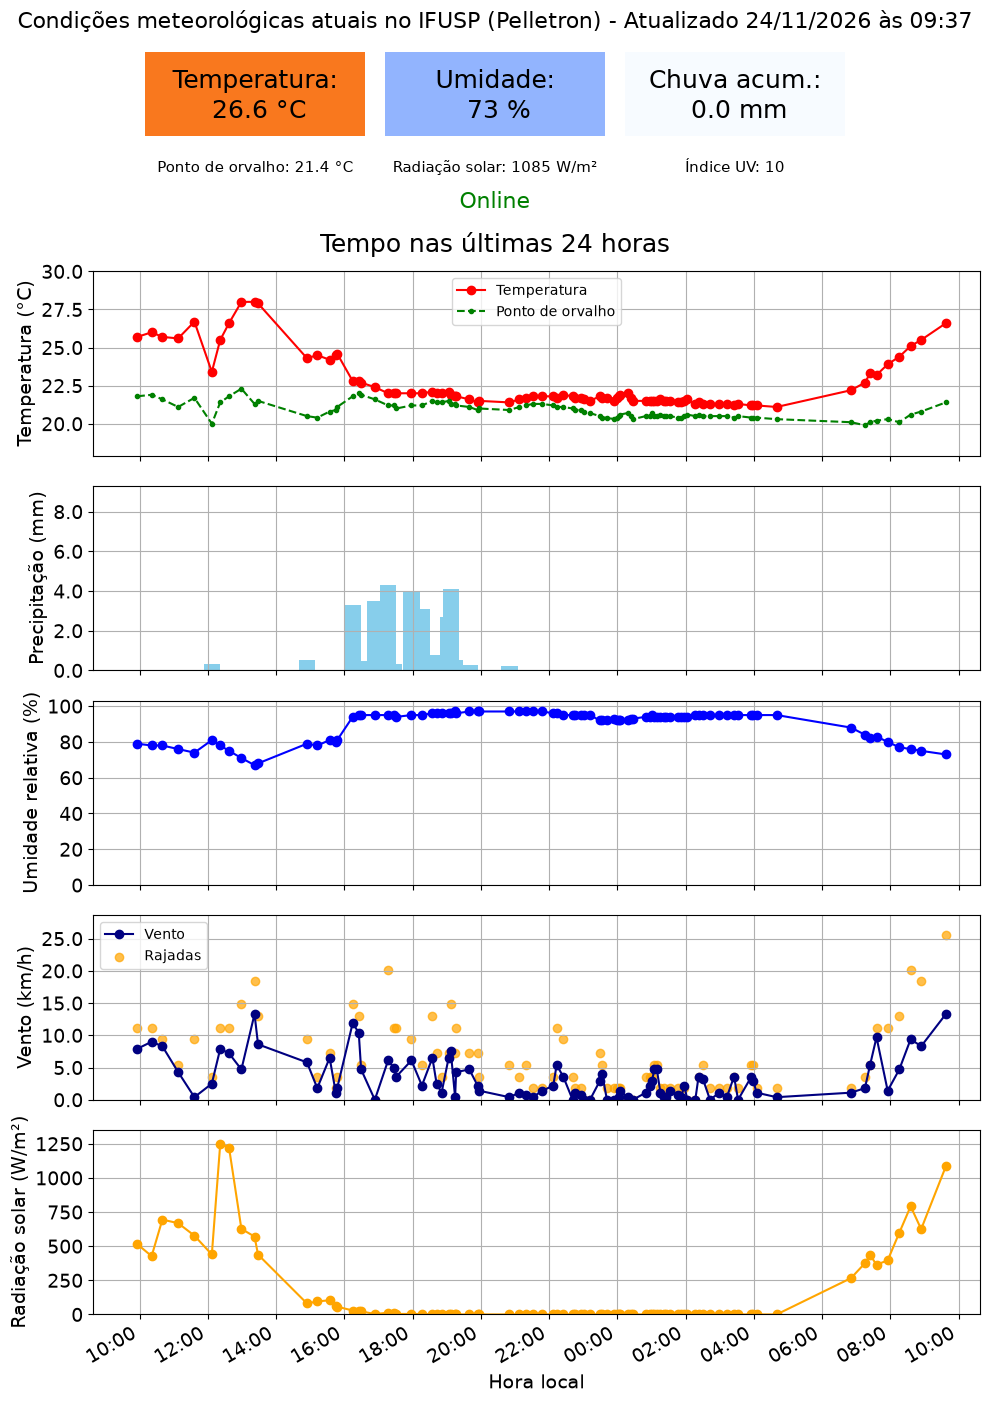 Condições meteorológicas atuais no IFUSP (Pelletron) - Atualizado 24/11/2026 às 09:37
Temperatura:
26.6 °C
Umidade:
73 %
Chuva acum.:
0.0 mm
Ponto de orvalho: 21.4 °C
Radiação solar: 1085 W/m²
Índice UV: 10
Online
Tempo nas últimas 24 horas
Temperatura (°C)
30.0
27.5
25.0
22.5
20.0
Temperatura
Ponto de orvalho
Precipitação (mm)
8.0
6.0
4.0
2.0
0.0
Umidade relativa (%)
100
80
60
40
20
0
Vento (km/h)
25.0
20.0
15.0
10.0
5.0
0.0
Vento
Rajadas
Radiação solar (W/m²)
1250
1000
750
500
250
0
10:00
12:00
14:00
16:00
18:00
20:00
22:00
00:00
02:00
04:00
06:00
08:00
10:00
Hora local